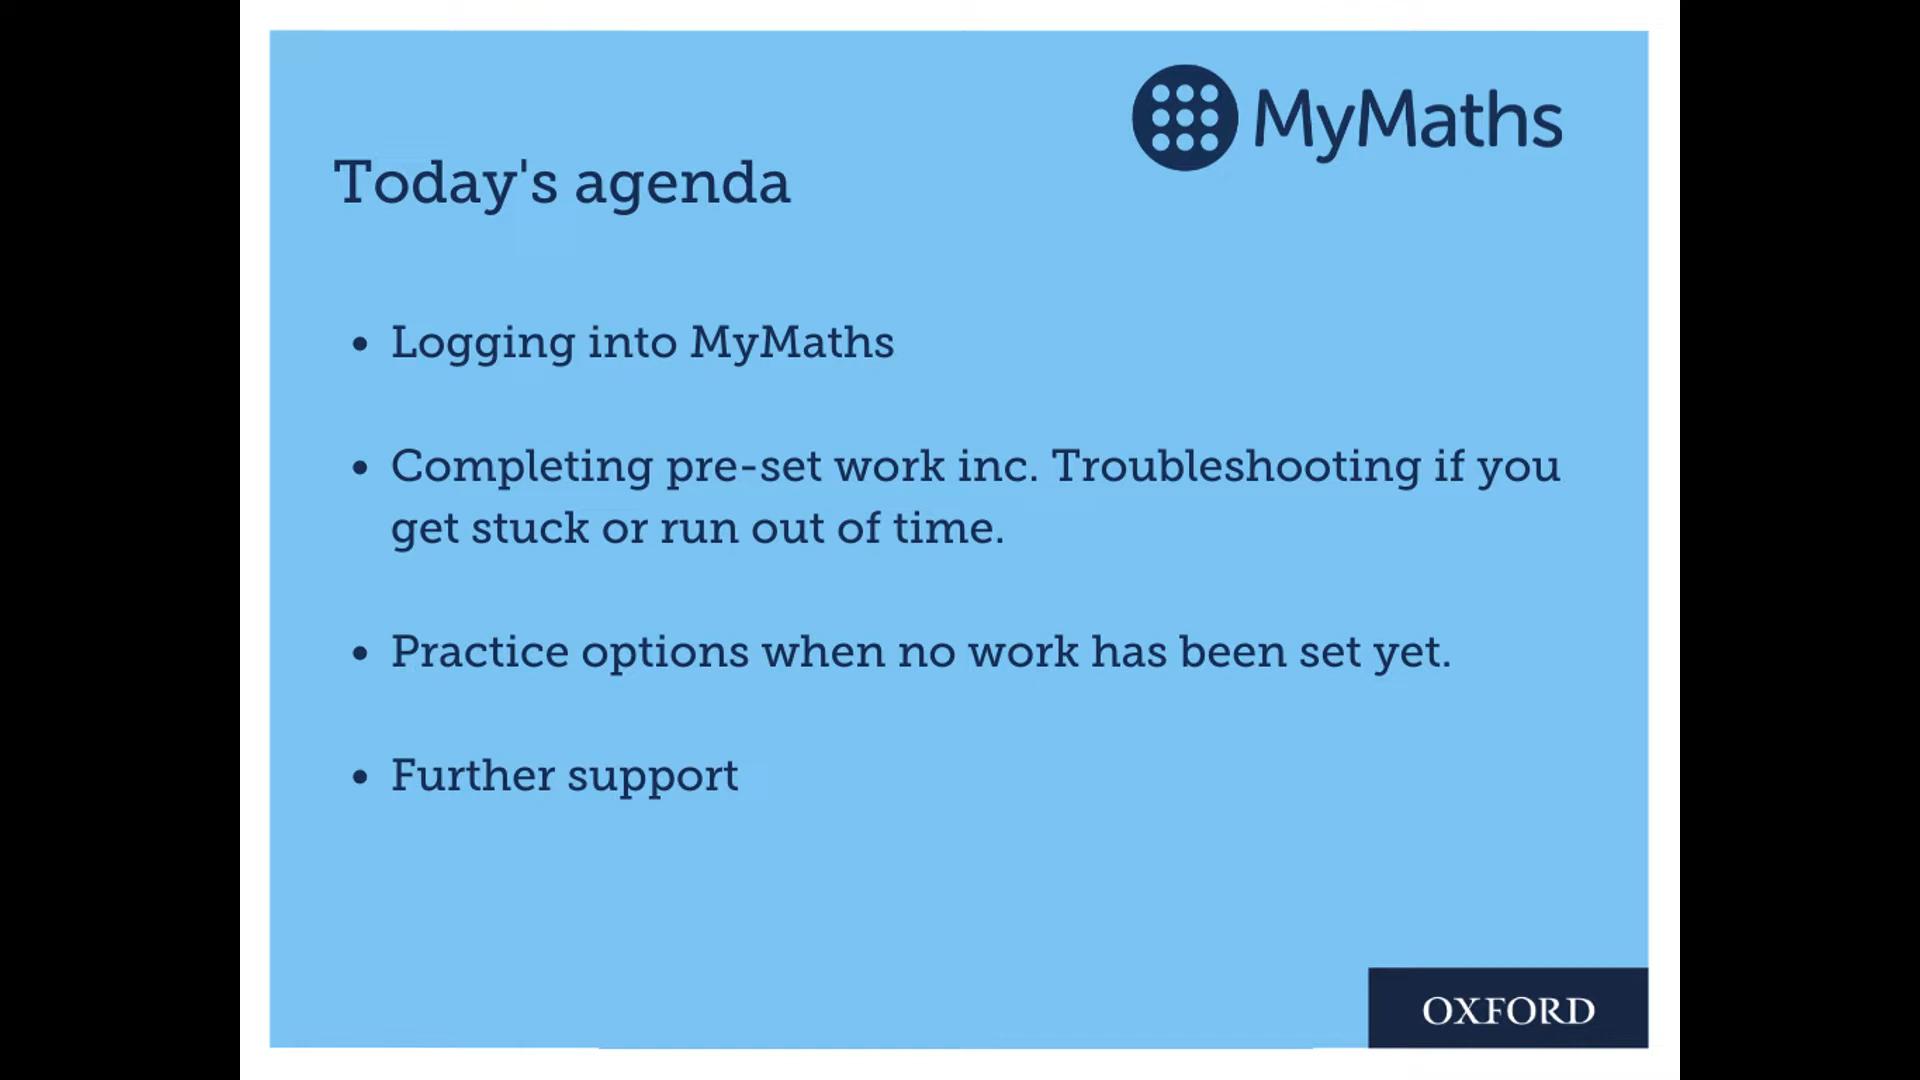 MyMaths
Today's agenda
• Logging into MyMaths
• Completing pre-set work inc. Troubleshooting if you
get stuck or run out of time.
• Practice options when no work has been set yet.
• Further support
OXFORD